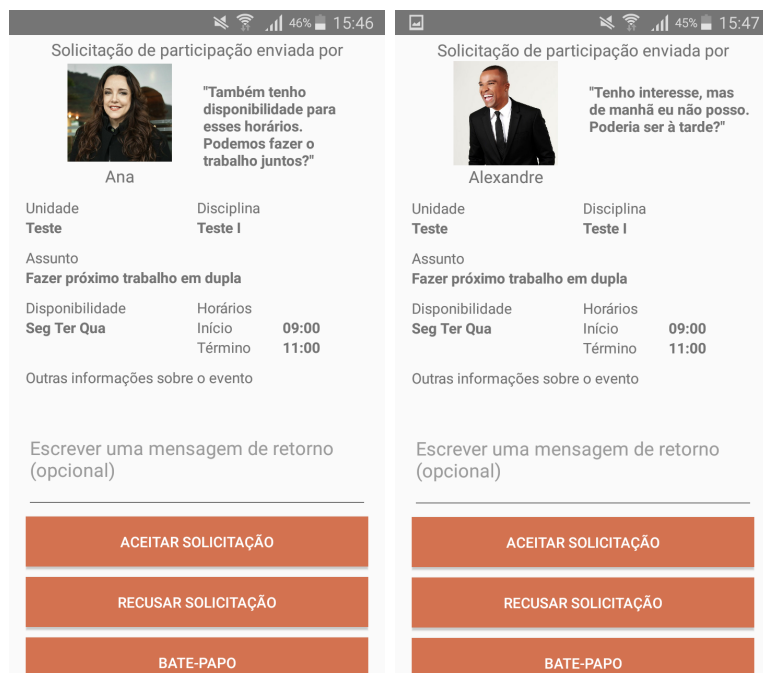 46% 15:46
Solicitação de participação enviada por
"Também tenho
disponibilidade para
esses horários.
Podemos fazer o
trabalho juntos?"
Ana
Unidade Disciplina
Teste Teste I
Assunto
Fazer próximo trabalho em dupla
Disponibilidade Horários
Seg Ter Qua Início 09:00
Término 11:00
Outras informações sobre o evento
Escrever uma mensagem de retorno
(opcional)
ACEITAR SOLICITAÇÃO
RECUSAR SOLICITAÇÃO
BATE-PAPO
45% 15:47
Solicitação de participação enviada por
"Tenho interesse, mas
de manhã eu não posso.
Poderia ser à tarde?"
Alexandre
Unidade Disciplina
Teste Teste I
Assunto
Fazer próximo trabalho em dupla
Disponibilidade Horários
Seg Ter Qua Início 09:00
Término 11:00
Outras informações sobre o evento
Escrever uma mensagem de retorno
(opcional)
ACEITAR SOLICITAÇÃO
RECUSAR SOLICITAÇÃO
BATE-PAPO